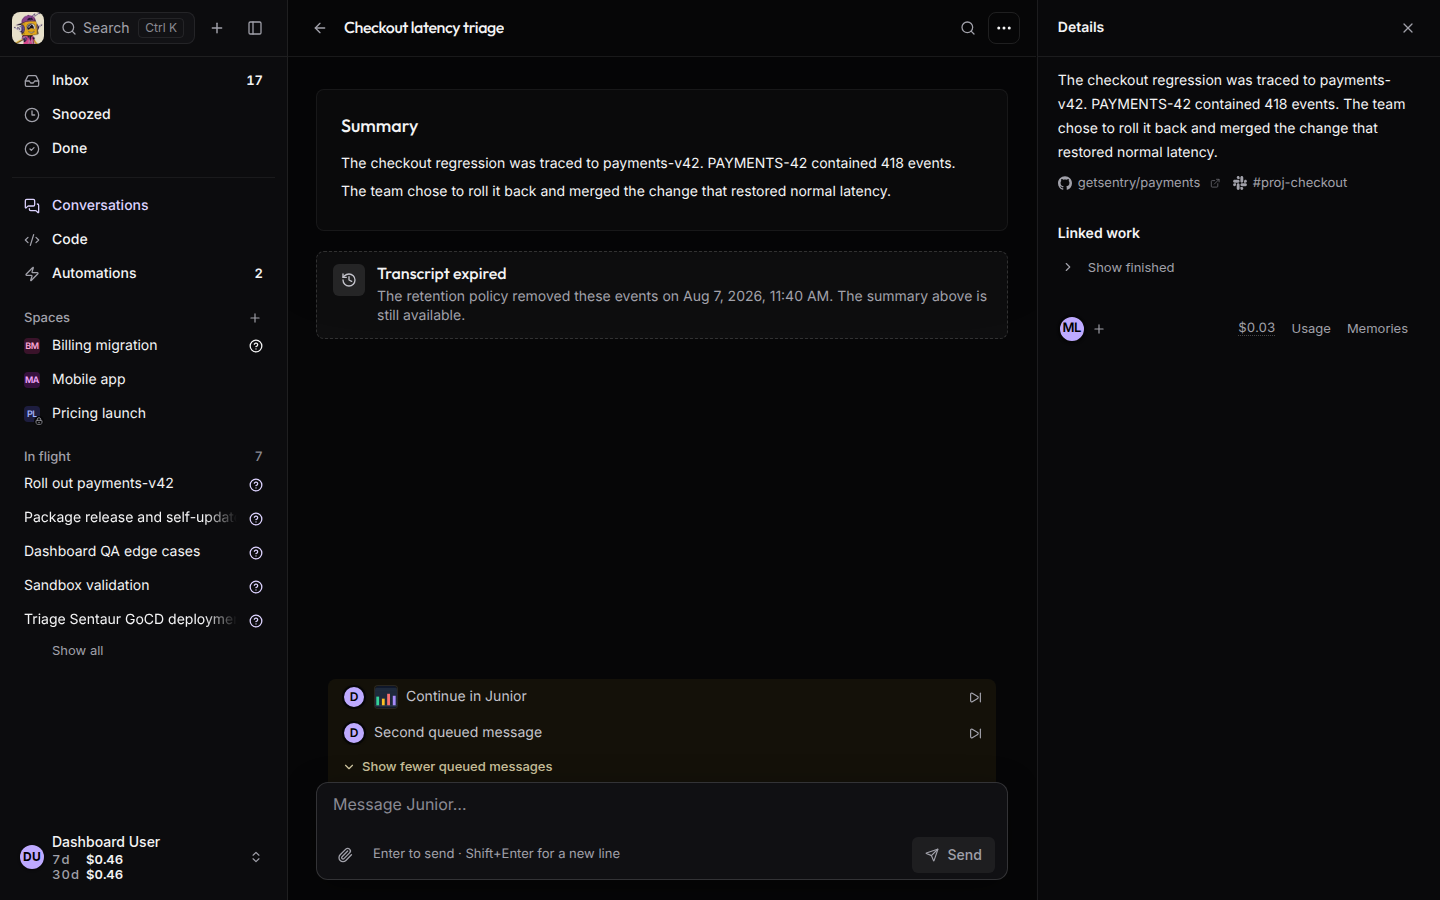 Search Ctrl K
Inbox 17
Snoozed
Done
Conversations
Code
Automations 2
Spaces
BM Billing migration
MA Mobile app
PL Pricing launch
In flight 7
Roll out payments-v42
Package release and self-updat
Dashboard QA edge cases
Sandbox validation
Triage Sentaur GoCD deployme
Show all
DU Dashboard User
7d $0.46
30d $0.46
Checkout latency triage
Summary
The checkout regression was traced to payments-v42. PAYMENTS-42 contained 418 events.
The team chose to roll it back and merged the change that restored normal latency.
Transcript expired
The retention policy removed these events on Aug 7, 2026, 11:40 AM. The summary above is
still available.
D Continue in Junior
D Second queued message
Show fewer queued messages
Message Junior...
Enter to send · Shift+Enter for a new line
Send
Details
The checkout regression was traced to payments-
v42. PAYMENTS-42 contained 418 events. The team
chose to roll it back and merged the change that
restored normal latency.
getsentry/payments #proj-checkout
Linked work
Show finished
ML $0.03 Usage Memories